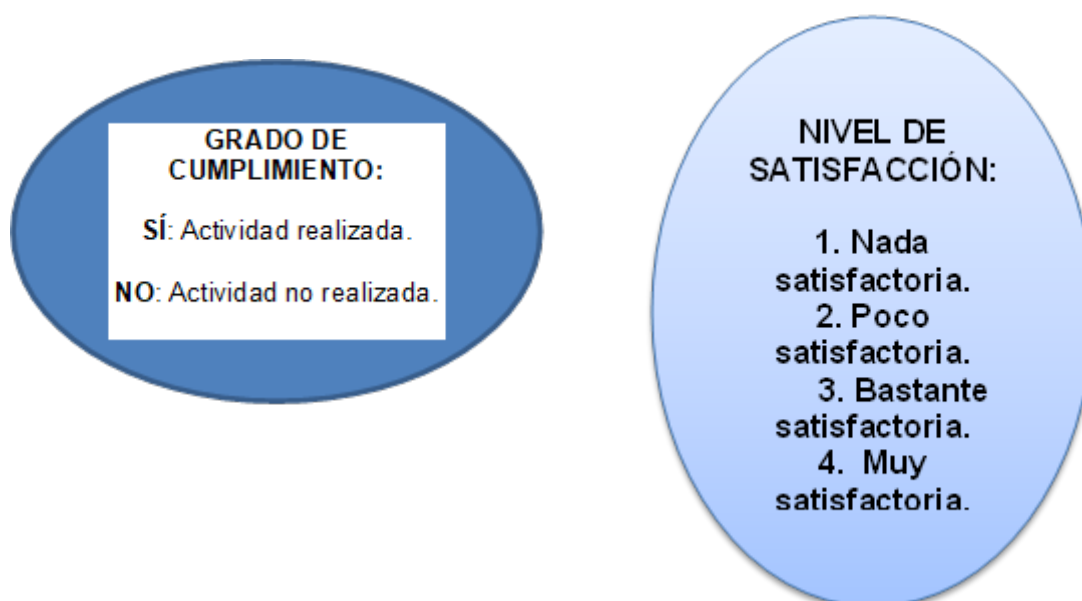 GRADO DE
CUMPLIMIENTO:
SÍ: Actividad realizada.
NO: Actividad no realizada.
NIVEL DE
SATISFACCIÓN:
1. Nada
satisfactoria.
2. Poco
satisfactoria.
3. Bastante
satisfactoria.
4. Muy
satisfactoria.